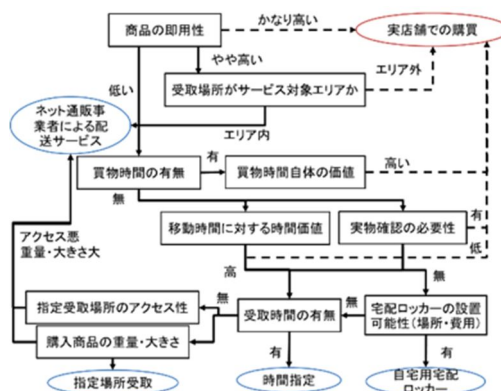 商品の即用性
かなり高い
実店舗での購買
やや高い
エリア外
低い
受取場所がサービス対象エリアか
ネット通販事
業者による配
送サービス
エリア内
買物時間の有無
有
買物時間自体の価値
高い
無
アクセス悪
重量・大きさ大
移動時間に対する時間価値
実物確認の必要性
有
低
高
無
指定受取場所のアクセス性
無
受取時間の有無
無
宅配ロッカーの設置
可能性(場所・費用)
購入商品の重量・大きさ
有
有
指定場所受取
時間指定
自宅用宅配
ロッカー